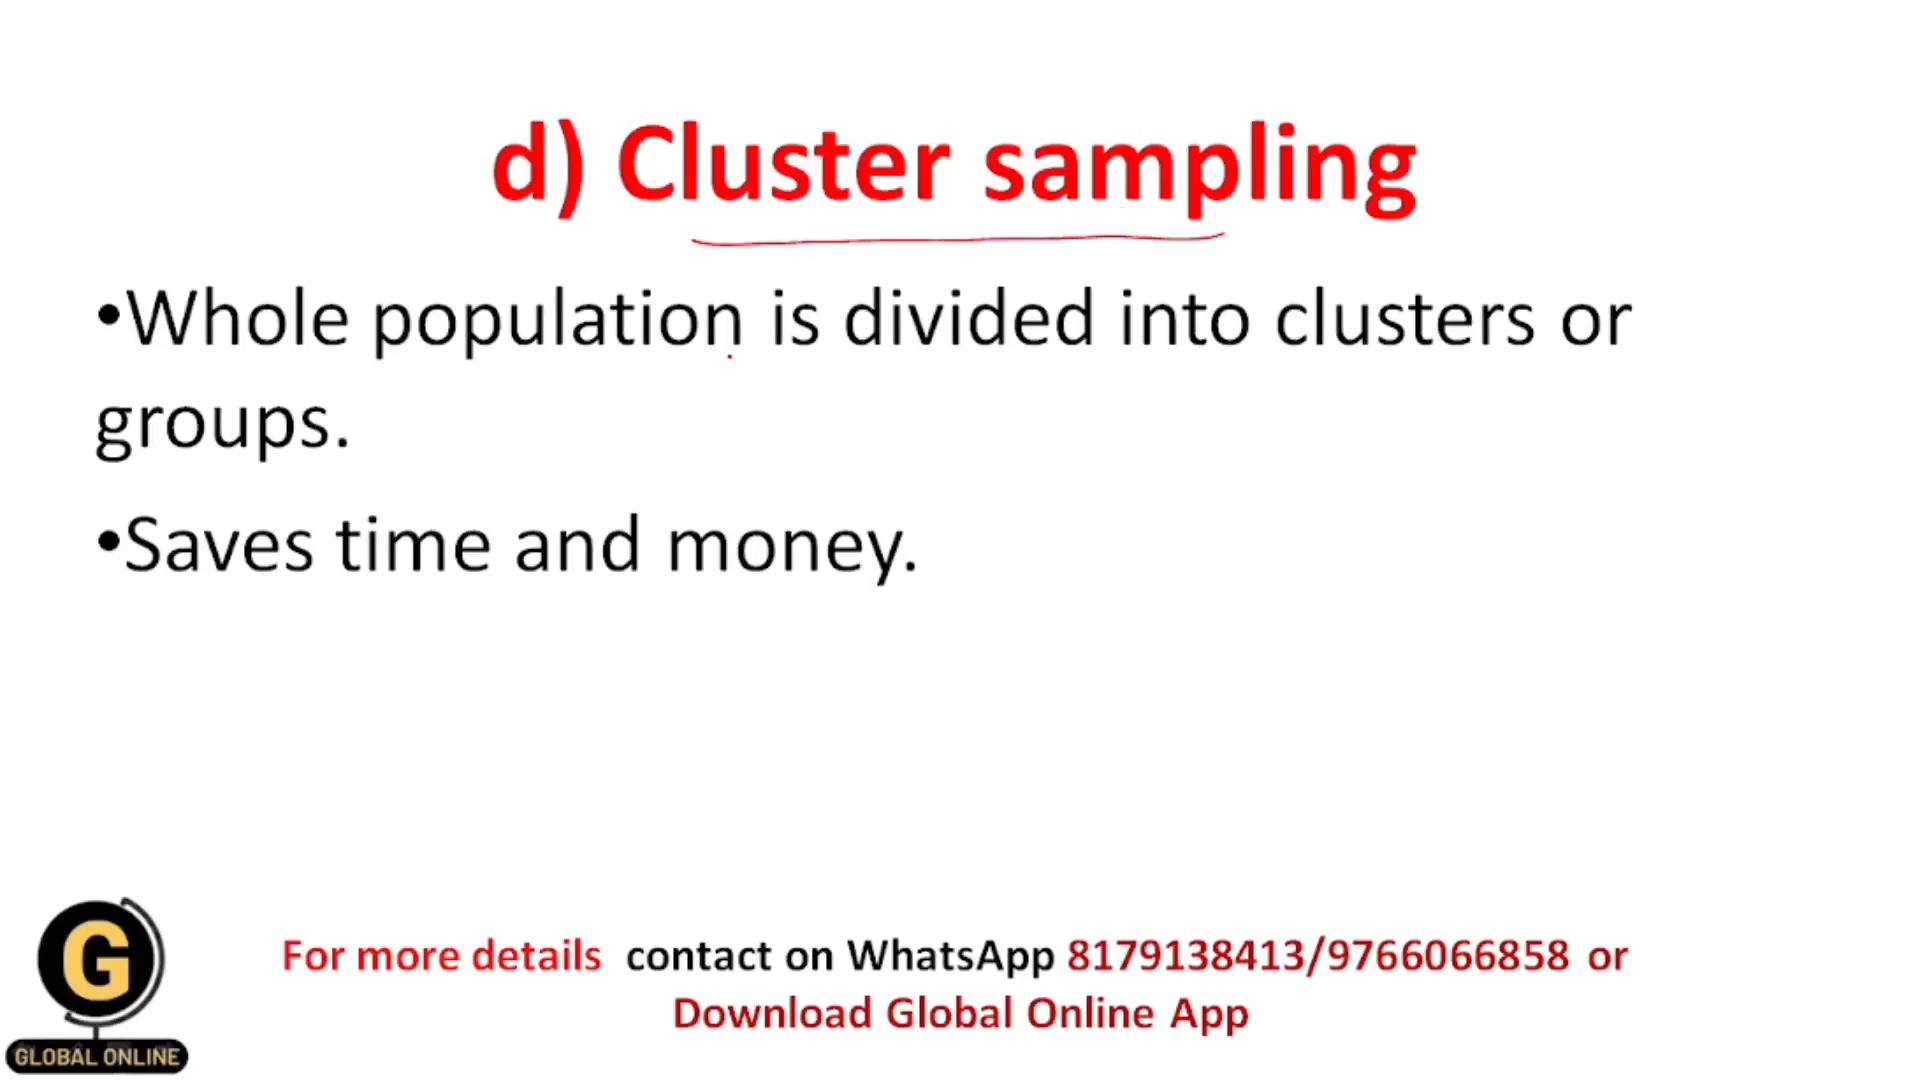 d) Cluster sampling
•Whole population is divided into clusters or
groups.
•Saves time and money.
For more details contact on WhatsApp 8179138413/9766066858 or
Download Global Online App
G
GLOBAL ONLINE